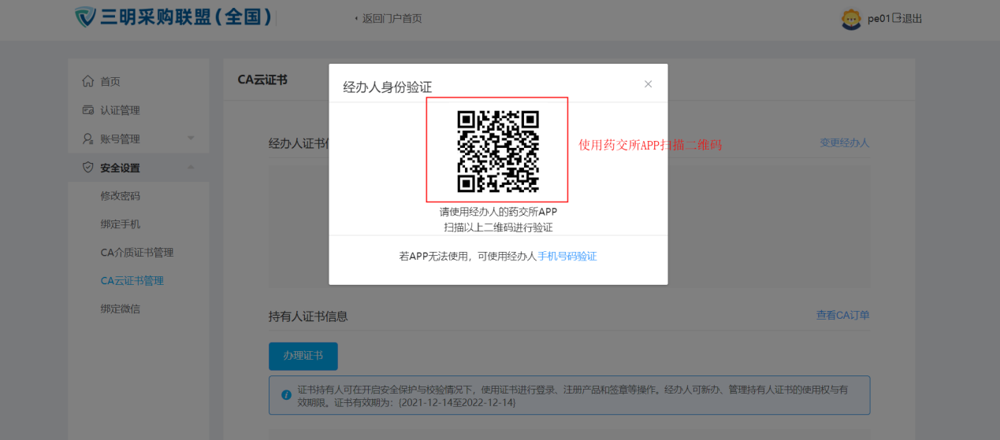 三明采购联盟(全国)
返回门户首页
pe01 退出
首页
认证管理
账号管理
安全设置
修改密码
绑定手机
CA介质证书管理
CA云证书管理
绑定微信
CA云证书
经办人证书信
变更经办人
经办人身份验证
使用药交所APP扫描二维码
请使用经办人的药交所APP
扫描以上二维码进行验证
若APP无法使用，可使用经办人手机号码验证
持有人证书信息
查看CA订单
办理证书
证书持有人可在开启安全保护与校验情况下，使用证书进行登录、注册产品和签章等操作。经办人可新办、管理持有人证书的使用权与有
效期限。证书有效期为：(2021-12-14至2022-12-14)